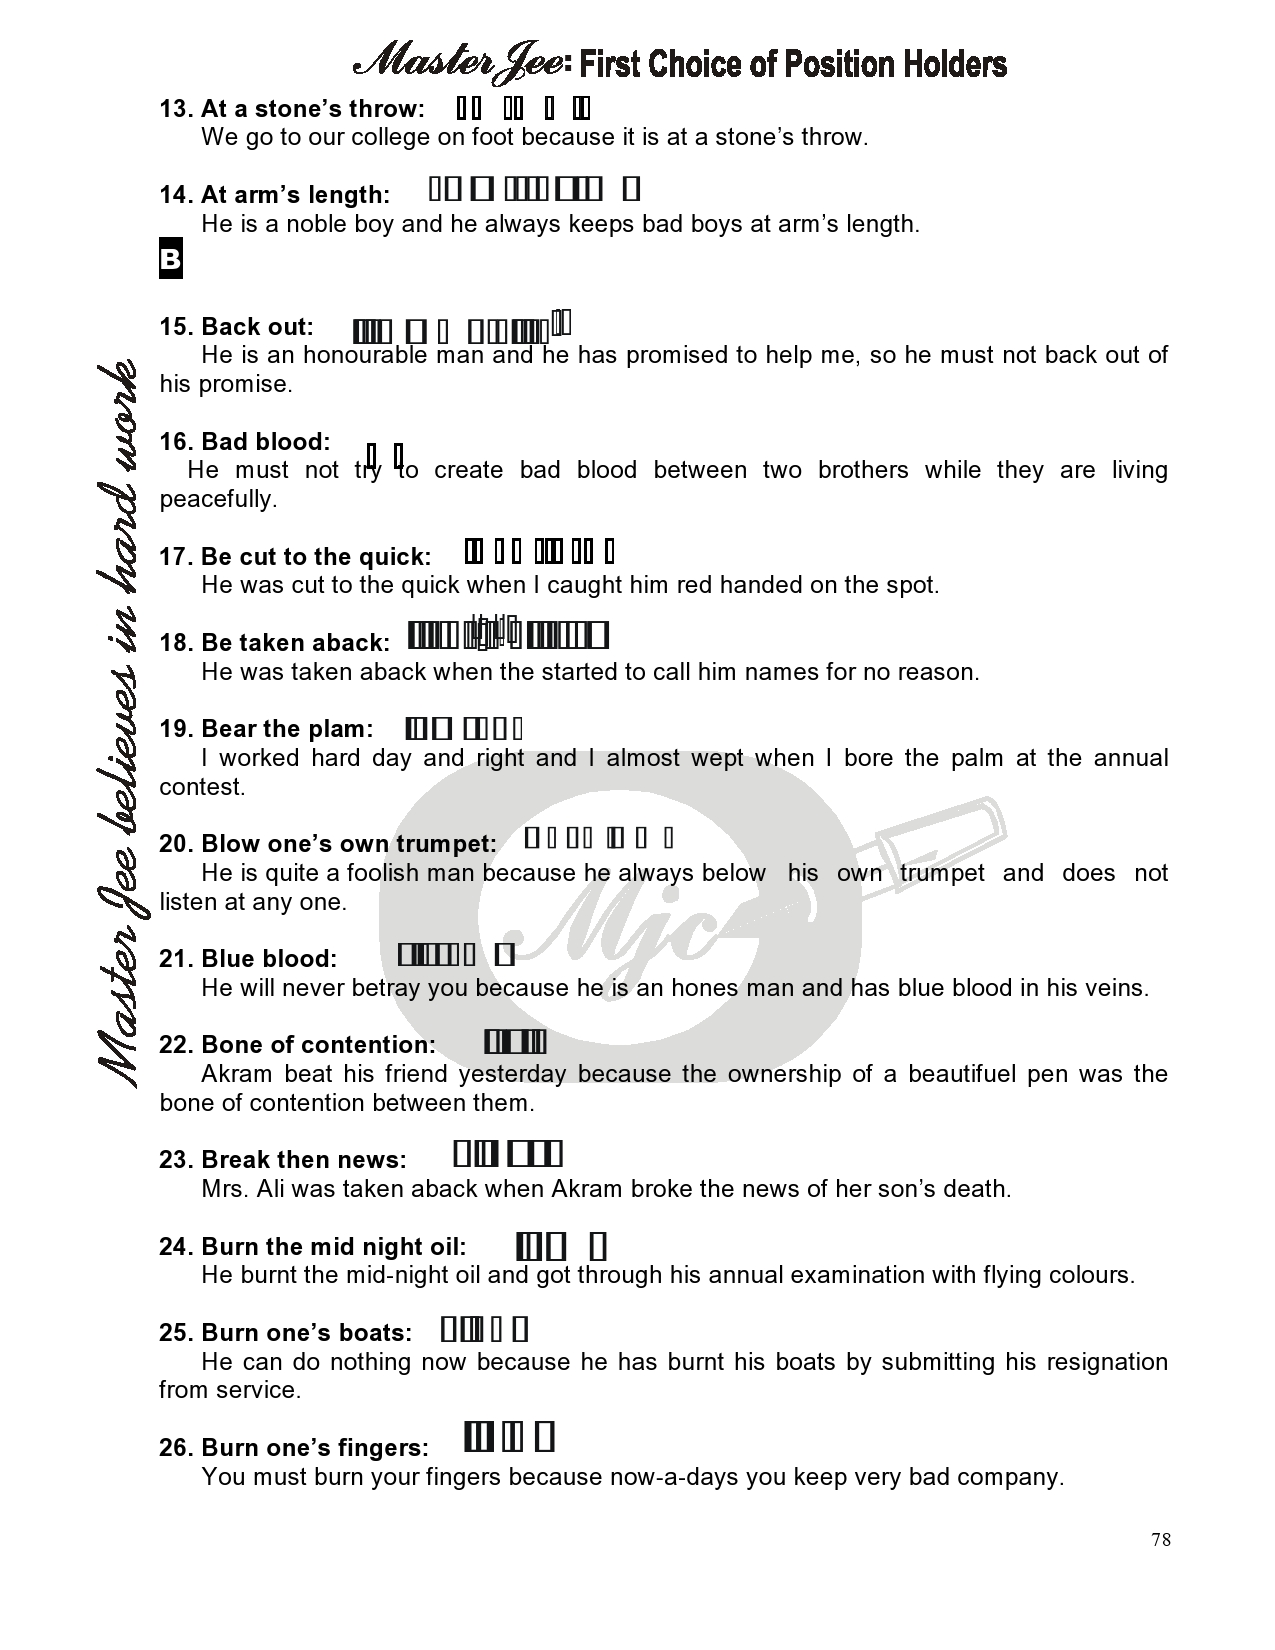 Master Jee: First Choice of Position Holders
13. At a stone’s throw:
We go to our college on foot because it is at a stone’s throw.
14. At arm’s length:
He is a noble boy and he always keeps bad boys at arm’s length.
B
15. Back out:
He is an honourable man and he has promised to help me, so he must not back out of
his promise.
16. Bad blood:
He must not try to create bad blood between two brothers while they are living
peacefully.
17. Be cut to the quick:
He was cut to the quick when I caught him red handed on the spot.
18. Be taken aback:
He was taken aback when the started to call him names for no reason.
19. Bear the plam:
I worked hard day and right and I almost wept when I bore the palm at the annual
contest.
20. Blow one’s own trumpet:
He is quite a foolish man because he always below his own trumpet and does not
listen at any one.
21. Blue blood:
He will never betray you because he is an hones man and has blue blood in his veins.
22. Bone of contention:
Akram beat his friend yesterday because the ownership of a beautifuel pen was the
bone of contention between them.
23. Break then news:
Mrs. Ali was taken aback when Akram broke the news of her son’s death.
24. Burn the mid night oil:
He burnt the mid-night oil and got through his annual examination with flying colours.
25. Burn one’s boats:
He can do nothing now because he has burnt his boats by submitting his resignation
from service.
26. Burn one’s fingers:
You must burn your fingers because now-a-days you keep very bad company.
Master Jee believes in hard work
Mjc
78